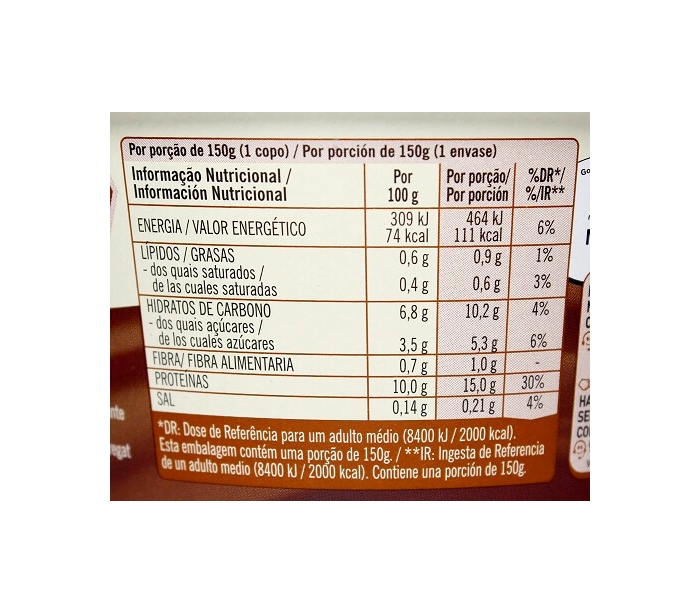 Por porção de 150g (1 copo) / Por porción de 150g (1 envase)
Informação Nutricional / Por Por porção/ %DR*/
Información Nutricional 100 g Por porción %/IR**
ENERGIA / VALOR ENERGÉTICO 309 kJ 464 kJ 6%
74 kcal 111 kcal
LÍPIDOS / GRASAS 0,6 g 0,9 g 1%
- dos quais saturados /
de las cuales saturadas 0,4 g 0,6 g 3%
HIDRATOS DE CARBONO 6,8 g 10,2 g 4%
- dos quais açúcares /
de los cuales azúcares 3,5 g 5,3 g 6%
FIBRA/ FIBRA ALIMENTARIA 0,7 g 1,0 g -
PROTEÍNAS 10,0 g 15,0 g 30%
SAL 0,14 g 0,21 g 4%
*DR: Dose de Referência para um adulto médio (8400 kJ / 2000 kcal).
Esta embalagem contém uma porção de 150g. / **IR: Ingesta de Referencia
de un adulto medio (8400 kJ / 2000 kcal). Contiene una porción de 150g.